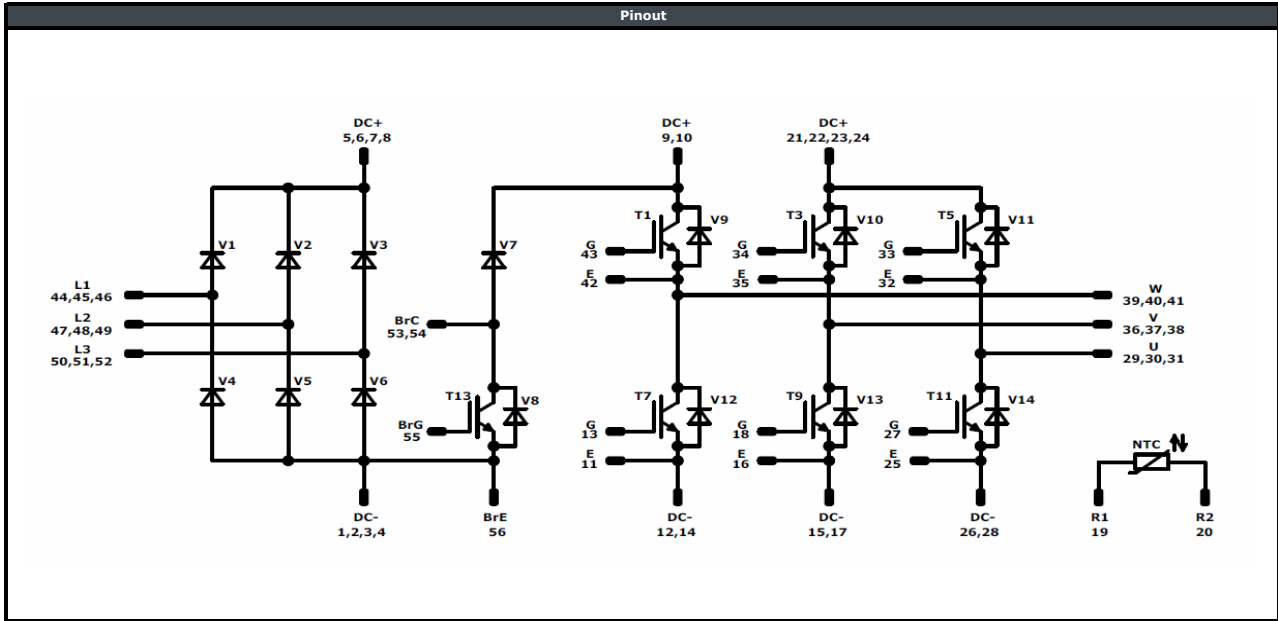 Pinout
DC+
5,6,7,8
DC+
9,10
DC+
21,22,23,24
V1
V2
V3
V7
T1
V9
T3
V10
T5
V11
G
43
G
34
G
33
E
42
E
35
E
32
L1
44,45,46
L2
47,48,49
L3
50,51,52
BrC
53,54
W
39,40,41
V
36,37,38
U
29,30,31
V4
V5
V6
T13
V8
T7
V12
T9
V13
T11
V14
BrG
55
G
13
G
18
G
27
E
11
E
16
E
25
NTC
DC-
1,2,3,4
BrE
56
DC-
12,14
DC-
15,17
DC-
26,28
R1
19
R2
20